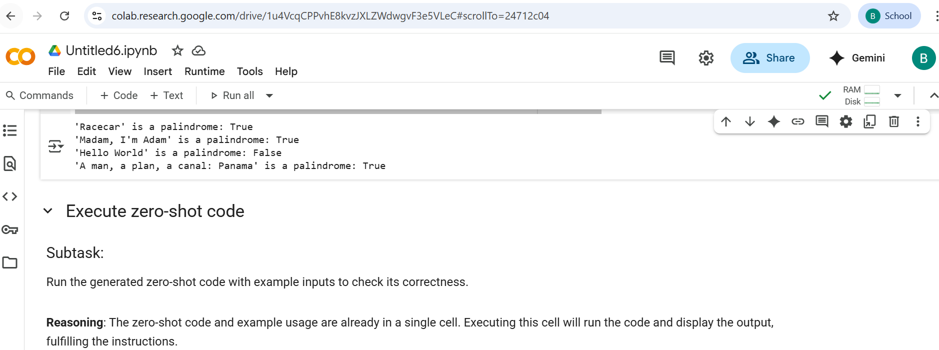 colab.research.google.com/drive/1u4VcqCPPvhE8kvzJXLZWdwgvF3e5VLeC#scrollTo=24712c04
B School
CO Untitled6.ipynb
Share Gemini B
File Edit View Insert Runtime Tools Help
Commands + Code + Text Run all RAM
Disk
'Racecar' is a palindrome: True
'Madam, I'm Adam' is a palindrome: True
'Hello World' is a palindrome: False
'A man, a plan, a canal: Panama' is a palindrome: True
Execute zero-shot code
Subtask:
Run the generated zero-shot code with example inputs to check its correctness.
Reasoning: The zero-shot code and example usage are already in a single cell. Executing this cell will run the code and display the output,
fulfilling the instructions.